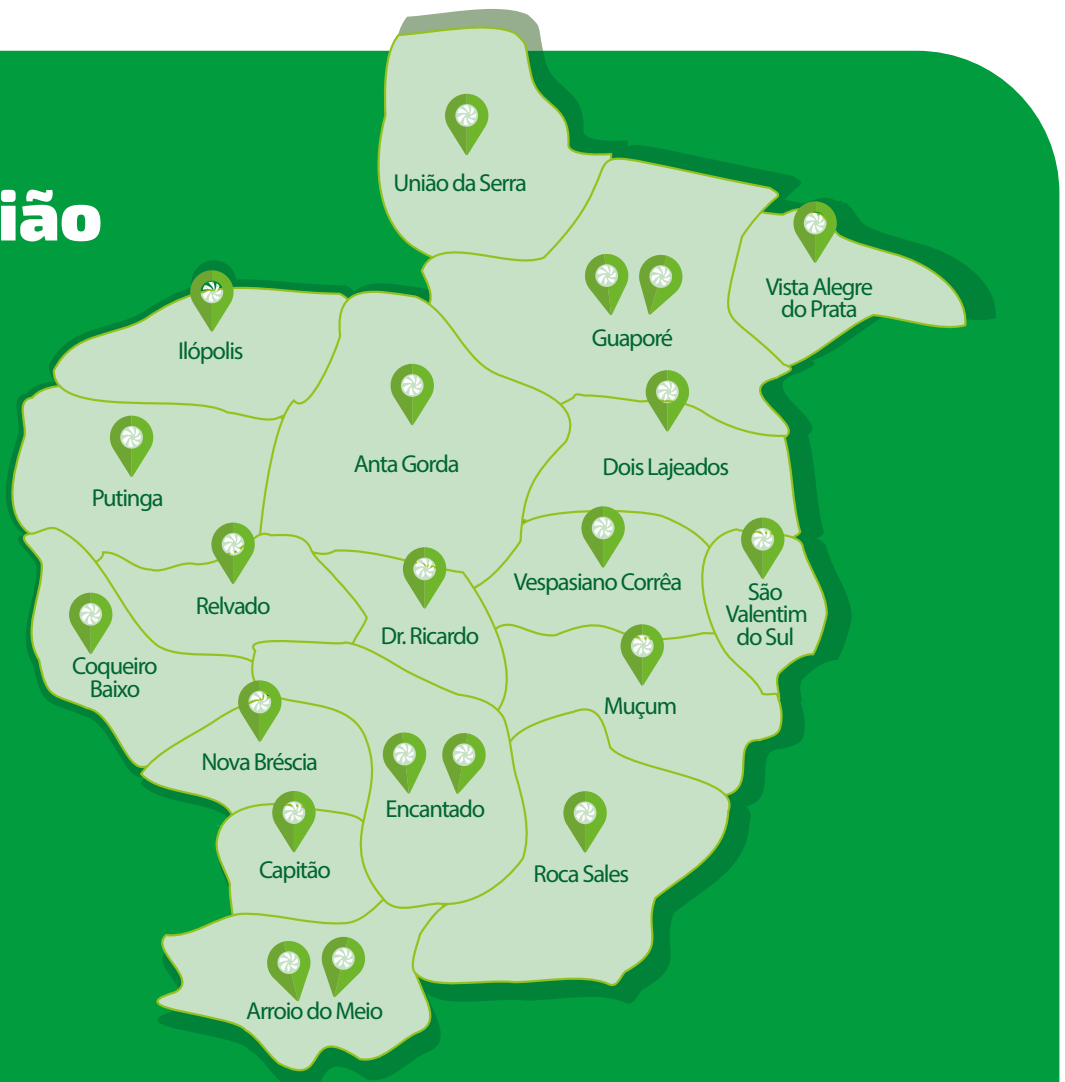 ião
União da Serra
Vista Alegre
do Prata
Guaporé
Ilópolis
Anta Gorda
Dois Lajeados
Putinga
Vespasiano Corrêa
São
Valentim
do Sul
Relvado
Dr. Ricardo
Coqueiro
Baixo
Muçum
Nova Bréscia
Encantado
Capitão
Roca Sales
Arroio do Meio